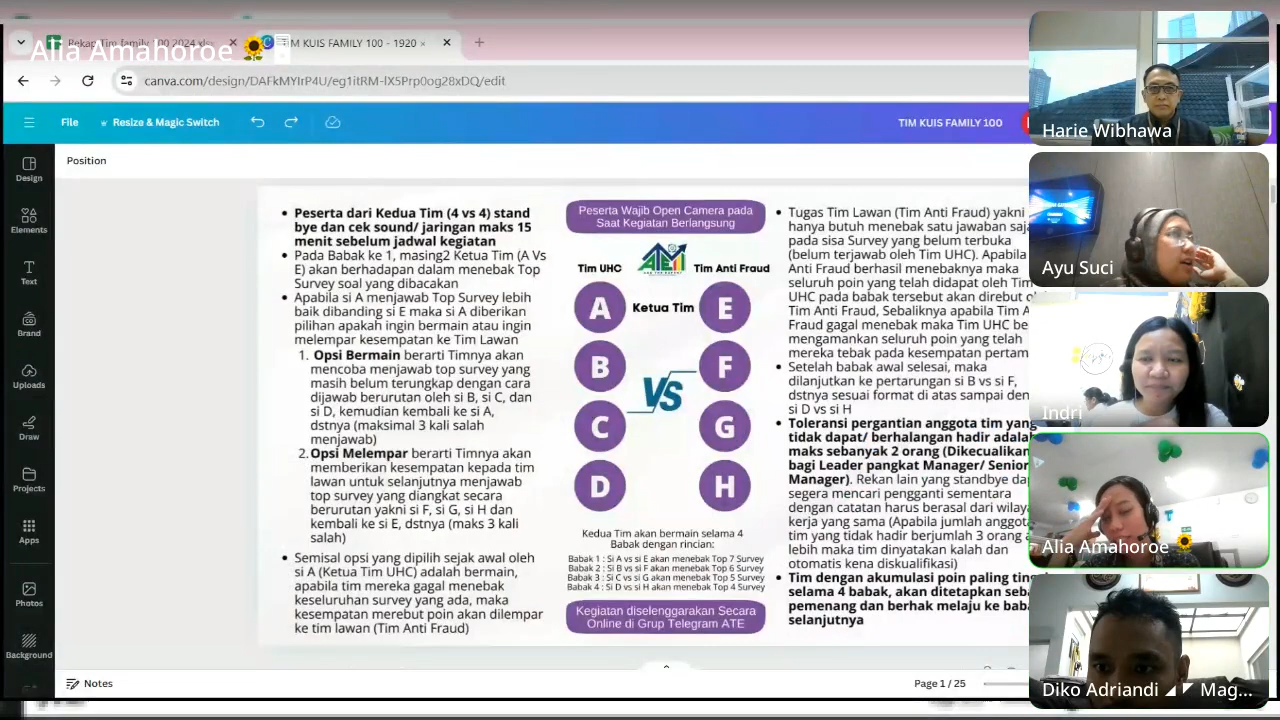 Rekap Tim family 100 2024.xlsx
TIM KUIS FAMILY 100 - 1920 ×
Alia Amahoroe
canva.com/design/
edit
File
Resize & Magic Switch
TIM KUIS FAMILY 100
Position
Design
Elements
Text
Brand
Uploads
Draw
Projects
Apps
Photos
Background
Peserta dari Kedua Tim (4 vs 4) stand
bye di depan Laptop/ jaringan maks 15
menit sebelum jadwal kegiatan
Pada Babak ke 1, masing2 Ketua Tim (A Vs
E) akan berhadapan dalam menebak Top
Survey 7 yang diacakan
baik dibanding si E maka si A diberikan
pilihan apakah ingin bermain atau ingin
melempar kesempatan ke Tim Lawan
1. Opsi Bermain berarti Timnya akan
mencoba menjawab top survey yang
masih belum terungkap dengan cara
dijawab berurutan oleh si B, si C, dan
si D, kemudian kembali ke si A,
dstnya (maksimal 3 kali salah
menjawab)
2. Opsi Lempar berarti Timnya akan
memberikan kesempatan kepada tim
lawan untuk selanjutnya menjawab
top survey yang diangkat secara
berurutan yakni si F, si G, si H dan
kembali ke si E, dstnya (maks 3 kali
salah)
Semisal opsi yang dipilih sejak awal oleh
si A (Ketua Tim UHC) adalah bermain,
apabila tim mereka gagal menebak
keseluruhan survey yang ada, maka
kesempatan merebut poin akan dilempar
ke tim lawan (Tim Anti Fraud)
Peserta Wajib Open Camera pada
Saat Kegiatan Berlangsung
Tim UHC
ATE
Tim Anti Fraud
A
Ketua Tim
E
B
F
VS
C
G
D
H
Kedua Tim akan bermain selama 4
Babak dengan rincian:
Babak 1 : Si A vs si E akan menebak Top 7 Survey
Babak 2 : Si B vs si F akan menebak Top 6 Survey
Babak 3 : Si C vs si G akan menebak Top 5 Survey
Babak 4 : Si D vs si H akan menebak Top 4 Survey
Kegiatan diselenggarakan Secara
Online di Grup Telegram ATE
Tugas Tim Lawan (Tim Anti Fraud) yakni
hanya butuh menebak satu jawaban saja
pada sisa Survey yang belum terbuka
(belum terjawab oleh Tim UHC). Apabila
Anti Fraud berhasil menebaknya maka
seluruh poin yang telah didapat oleh Tim
UHC pada babak tersebut akan direbut
Tim Anti Fraud, Sebaliknya apabila Tim A
Fraud gagal menebak maka Tim UHC be
mengamankan seluruh poin yang telah
mereka tebak pada kesempatan pertam
Setelah babak awal selesai, maka
dilanjutkan ke pertarungan si B vs si F,
dstnya sesuai format di atas sampai den
si D vs si H
Toleransi pergantian anggota tim yang
tidak dapat/ berhalangan hadir adalah
maks sebanyak 2 orang (Dikecualikan
bagi Leader pangkat Manager/ Senior
Manager). Rekan lain yang standbye da
segera mencari pengganti sementara
dengan catatan harus berasal dari wilaya
kerja yang sama (Apabila jumlah anggota
tim yang tidak hadir berjumlah 3 orang a
lebih maka tim dinyatakan kalah dan
otomatis kena diskualifikasi)
Tim dengan akumulasi poin paling ting
selama 4 babak, akan ditetapkan seba
pemenang dan berhak melaju ke baba
selanjutnya
Notes
Page 1 / 25
Harie Wibhawa
Ayu Suci
Indri
Alia Amahoroe
Diko Adriandi ◢ ◤ Mag...